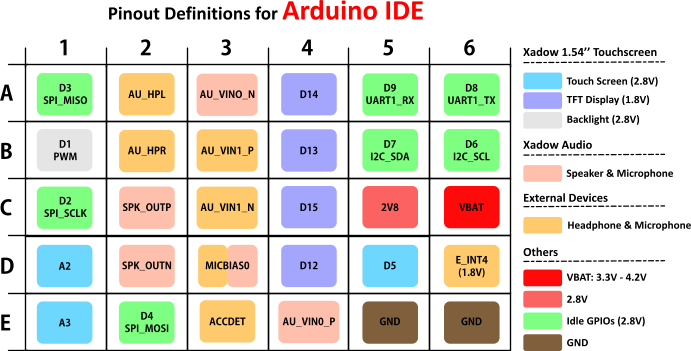 Pinout Definitions for Arduino IDE
1 2 3 4 5 6
A
D3
SPI_MISO
AU_HPL
AU_VINO_N
D14
D9
UART1_RX
D8
UART1_TX
B
D1
PWM
AU_HPR
AU_VIN1_P
D13
D7
I2C_SDA
D6
I2C_SCL
C
D2
SPI_SCLK
SPK_OUTP
AU_VIN1_N
D15
2V8
VBAT
D
A2
SPK_OUTN
MICBIAS0
D12
D5
E_INT4
(1.8V)
E
A3
D4
SPI_MOSI
ACCDET
AU_VIN0_P
GND
GND
Xadow 1.54’’ Touchscreen
Touch Screen (2.8V)
TFT Display (1.8V)
Backlight (2.8V)
Xadow Audio
Speaker & Microphone
External Devices
Headphone & Microphone
Others
VBAT: 3.3V - 4.2V
2.8V
Idle GPIOs (2.8V)
GND